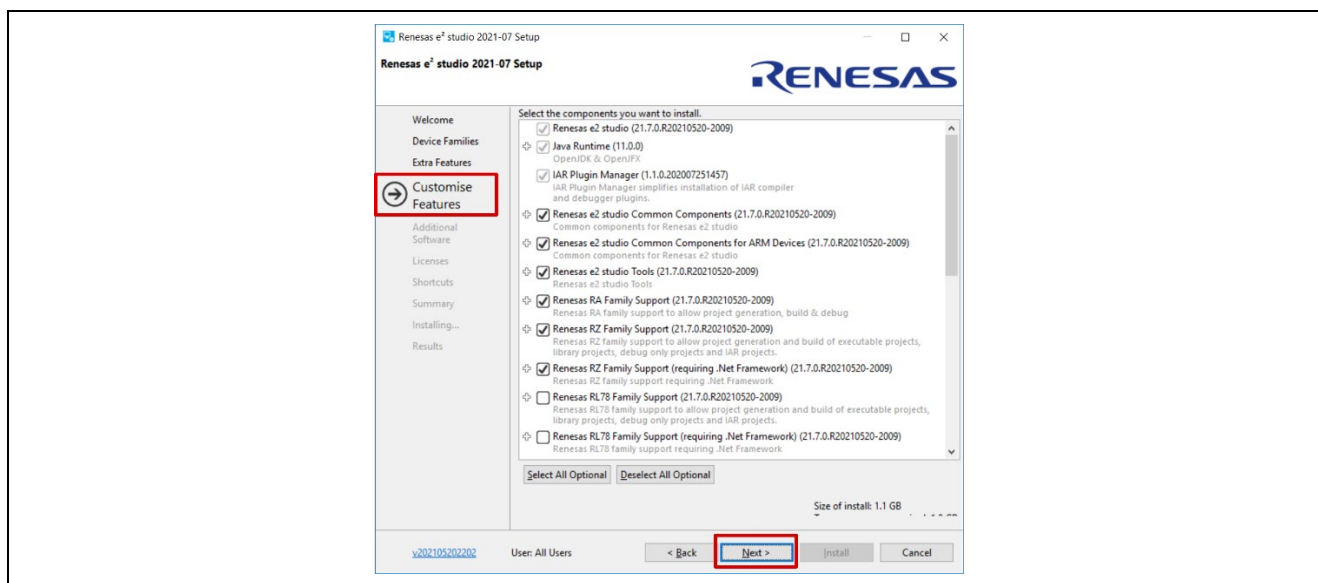 Renesas e² studio 2021-07 Setup
Renesas e² studio 2021-07 Setup
RENESAS
Welcome
Device Families
Extra Features
Customise
Features
Additional
Software
Licenses
Shortcuts
Summary
Installing...
Results
Select the components you want to install.
Renesas e2 studio (21.7.0.R20210520-2009)
Java Runtime (11.0.0)
OpenJDK & OpenJFX
IAR Plugin Manager (1.1.0.202007251457)
IAR Plugin Manager simplifies installation of IAR compiler
and debugger plugins.
Renesas e2 studio Common Components (21.7.0.R20210520-2009)
Common components for Renesas e2 studio
Renesas e2 studio Common Components for ARM Devices (21.7.0.R20210520-2009)
Common components for Renesas e2 studio
Renesas e2 studio Tools (21.7.0.R20210520-2009)
Renesas e2 studio Tools
Renesas RA Family Support (21.7.0.R20210520-2009)
Renesas RA family support to allow project generation, build & debug
Renesas RZ Family Support (21.7.0.R20210520-2009)
Renesas RZ family support to allow project generation and build of executable projects,
library projects, debug only projects and IAR projects.
Renesas RZ Family Support (requiring .Net Framework) (21.7.0.R20210520-2009)
Renesas RZ family support requiring .Net Framework
Renesas RL78 Family Support (21.7.0.R20210520-2009)
Renesas RL78 family support to allow project generation and build of executable projects,
library projects, debug only projects and IAR projects.
Renesas RL78 Family Support (requiring .Net Framework) (21.7.0.R20210520-2009)
Renesas RL78 family support requiring .Net Framework
Select All Optional Deselect All Optional
Size of install: 1.1 GB
v202105202202 User: All Users < Back Next > Install Cancel